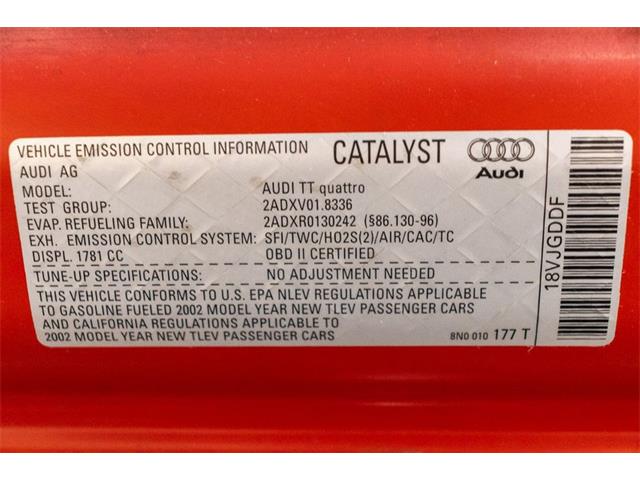 VEHICLE EMISSION CONTROL INFORMATION CATALYST
AUDI AG Audi
MODEL: AUDI TT quattro
TEST GROUP: 2ADXV01.8336
EVAP. REFUELING FAMILY: 2ADXR0130242 (§86.130-96)
EXH. EMISSION CONTROL SYSTEM: SFI/TWC/HO2S(2)/AIR/CAC/TC
DISPL. 1781 CC OBD II CERTIFIED
TUNE-UP SPECIFICATIONS: NO ADJUSTMENT NEEDED
THIS VEHICLE CONFORMS TO U.S. EPA NLEV REGULATIONS APPLICABLE
TO GASOLINE FUELED 2002 MODEL YEAR NEW TLEV PASSENGER CARS
AND CALIFORNIA REGULATIONS APPLICABLE TO
2002 MODEL YEAR NEW TLEV PASSENGER CARS 8N0 010 177 T
18VJGDDF